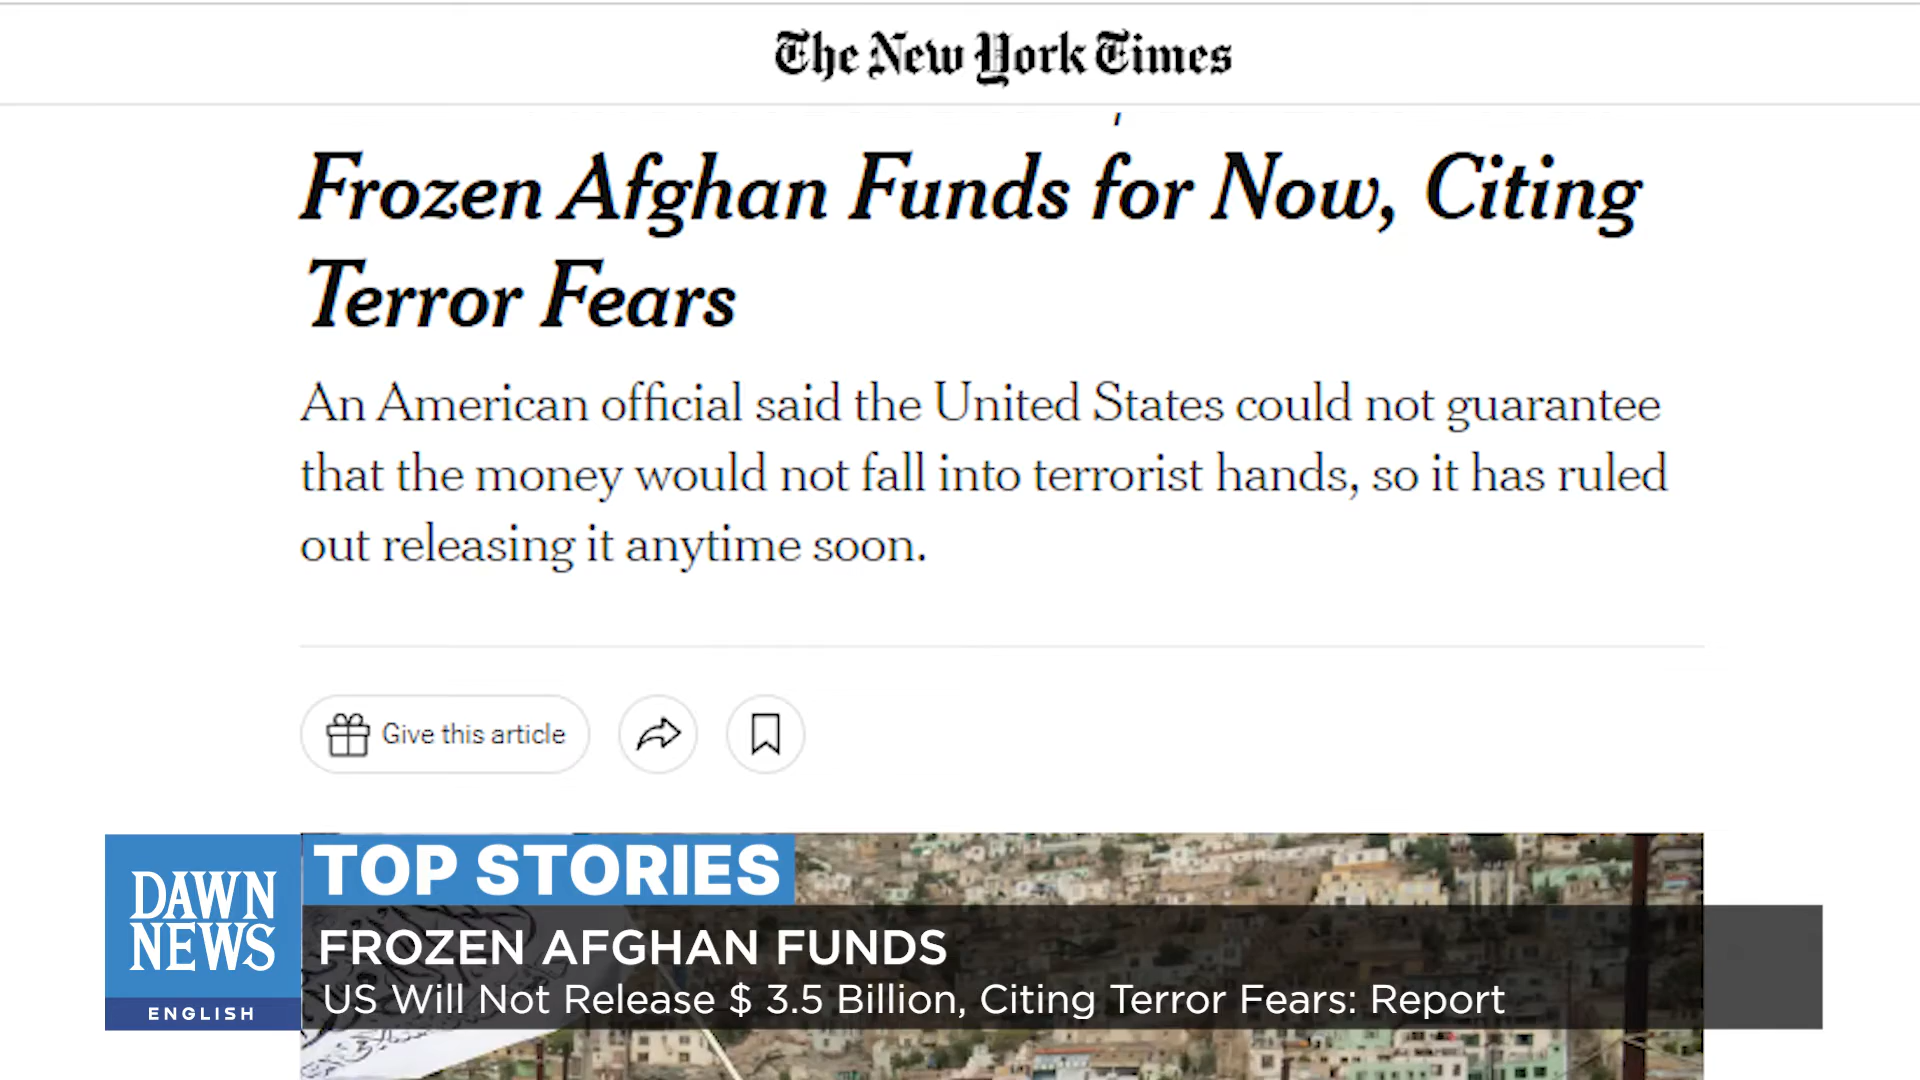 The New York Times
Frozen Afghan Funds for Now, Citing
Terror Fears
An American official said the United States could not guarantee
that the money would not fall into terrorist hands, so it has ruled
out releasing it anytime soon.
Give this article
TOP STORIES
DAWN
NEWS
ENGLISH
FROZEN AFGHAN FUNDS
US Will Not Release $ 3.5 Billion, Citing Terror Fears: Report